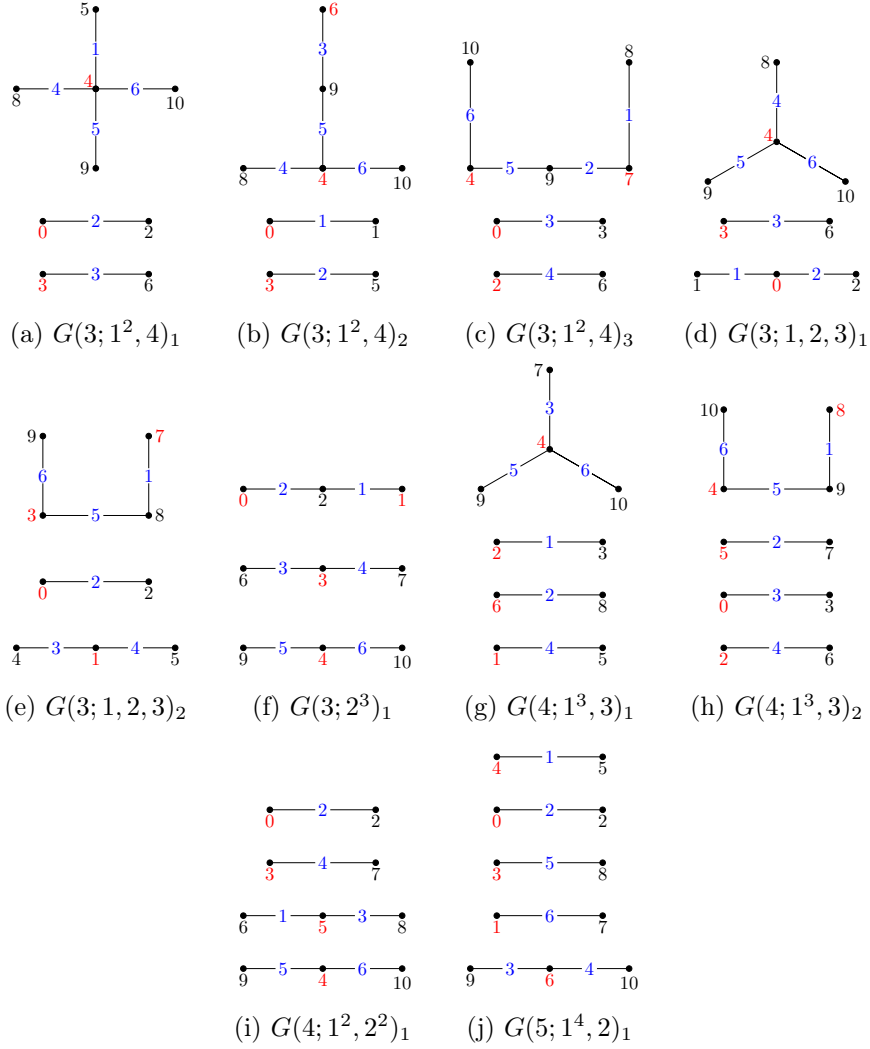 5 6
1 3 10 8 8
8 4 4 6 10 9 6 1 4
5 5 4
9 8 4 4 6 10 4 5 9 2 7 5 6
9 10
0 2 2 0 1 1 0 3 3 3 3 6
3 3 6 3 2 5 2 4 6 1 1 0 2 2
(a) G(3; 1², 4)₁ (b) G(3; 1², 4)₂ (c) G(3; 1², 4)₃ (d) G(3; 1, 2, 3)₁
7
9 7 3 10 8
6 1 0 2 2 1 1 4 6 1
3 5 8 5 6 4 5 9
9 10
6 3 3 4 7 2 1 3 5 2 7
0 2 2 6 2 8 0 3 3
4 3 1 4 5 9 5 4 6 10 1 4 5 2 4 6
(e) G(3; 1, 2, 3)₂ (f) G(3; 2³)₁ (g) G(4; 1³, 3)₁ (h) G(4; 1³, 3)₂
4 1 5
0 2 2 0 2 2
3 4 7 3 5 8
6 1 5 3 8 1 6 7
9 5 4 6 10 9 3 6 4 10
(i) G(4; 1², 2²)₁ (j) G(5; 1⁴, 2)₁